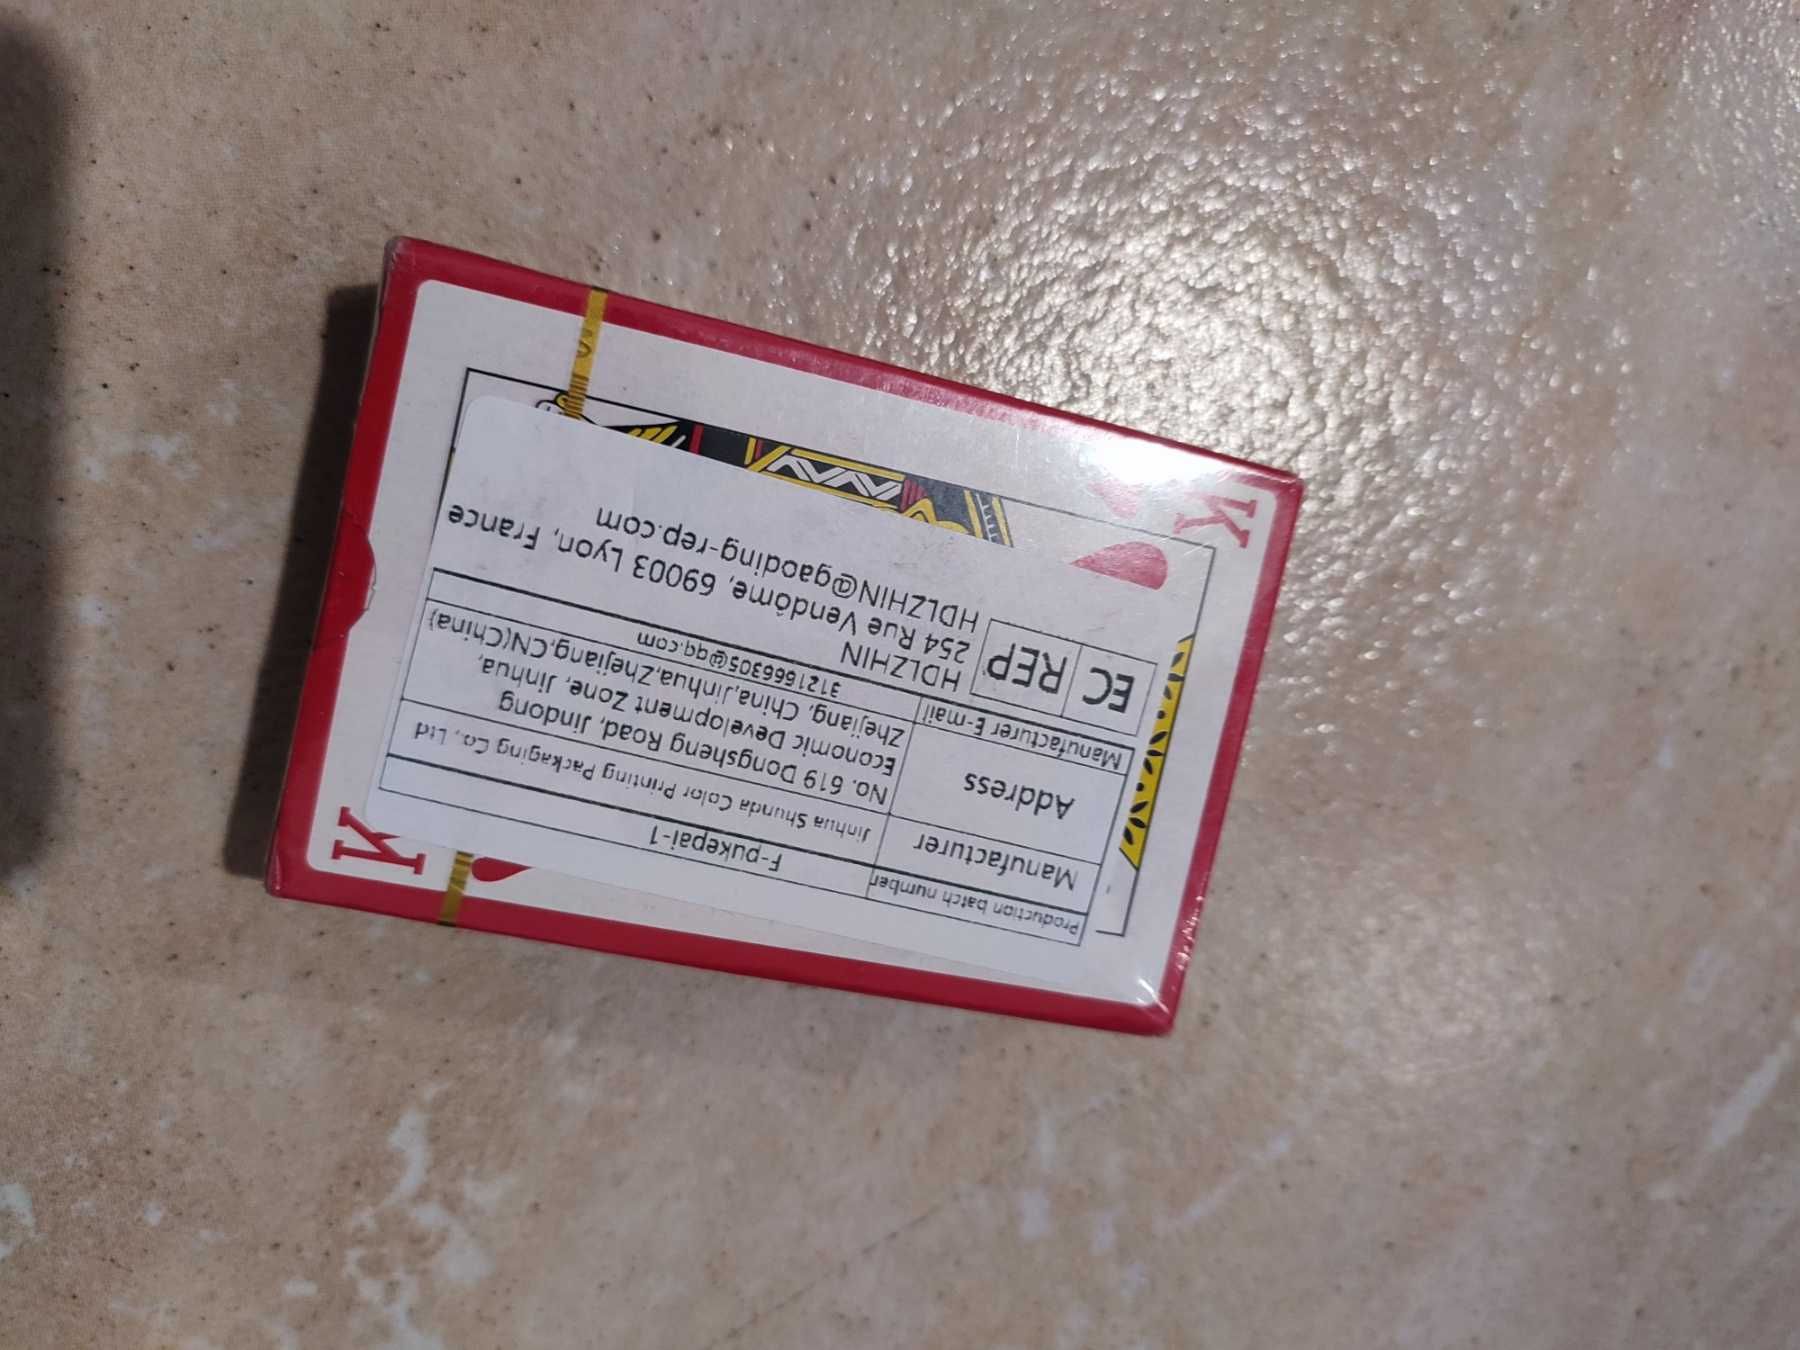 Production batch number F-pukepai-1
Manufacturer Jinhua Shunda Color Printing Packaging Co., Ltd
Address No. 619 Dongsheng Road, Jindong
Economic Development Zone, Jinhua,
Zhejiang, China,Jinhua,Zhejiang,CN(China)
Manufacturer E-mail 3121666305@qq.com
EC REP
HDLZHIN
254 Rue Vendôme, 69003 Lyon, France
HDLZHIN@gaoding-rep.com
K
K